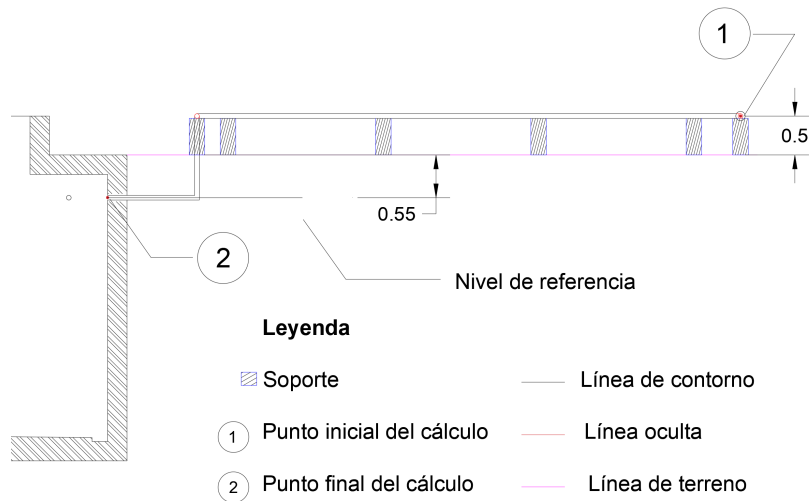 1
0.5
0.55
2
Nivel de referencia
Leyenda
Soporte
Línea de contorno
1 Punto inicial del cálculo
Línea oculta
2 Punto final del cálculo
Línea de terreno